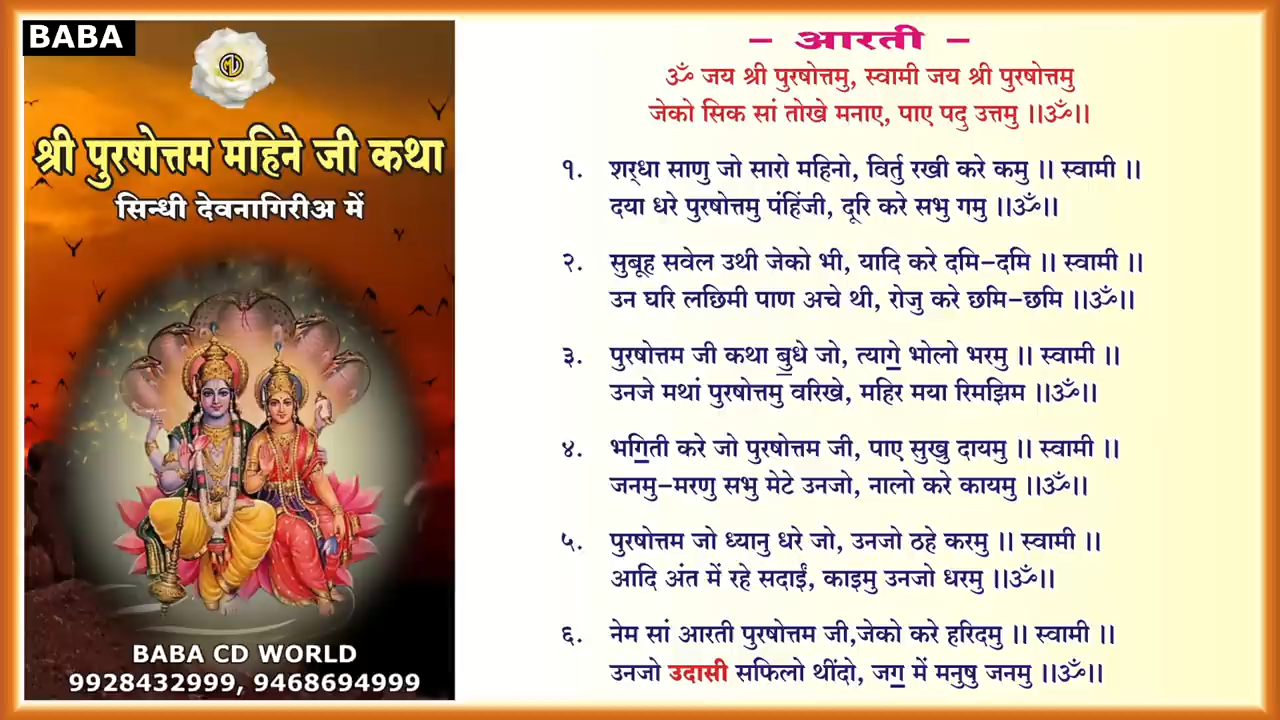 BABA
श्री पुरषोत्तम महिने जी कथा
सिन्धी देवनागिरीअ में
BABA CD WORLD
9928432999, 9468694999
– आरती –
ॐ जय श्री पुरषोत्तमु, स्वामी जय श्री पुरषोत्तमु
जेको सिक सां तोखे मनाए, पाए पदु उत्तमु ।।ॐ।।
१. शर्‌धा साणु जो सारो महिनो, विर्तु रखी करे कमु ।। स्वामी ।।
दया धरे पुरषोत्तमु पंहिंजी, दूरि करे सभु गमु ।।ॐ।।
२. सुबूह सवेल उथी जेको भी, यादि करे दमि–दमि ।। स्वामी ।।
उन घरि लछिमी पाण अचे थी, रोजु करे छमि–छमि ।।ॐ।।
३. पुरषोत्तम जी कथा ॿुधे जो, त्याॻे भोलो भरमु ।। स्वामी ।।
उनजे मथां पुरषोत्तमु वरिखे, महिर मया रिमझिम ।।ॐ।।
४. भॻिती करे जो पुरषोत्तम जी, पाए सुखु दायमु ।। स्वामी ।।
जनमु–मरणु सभु मेटे उनजो, नालो करे कायमु ।।ॐ।।
५. पुरषोत्तम जो ध्यानु धरे जो, उनजो ठहे करमु ।। स्वामी ।।
आदि अंत में रहे सदाईं, काइमु उनजो धरमु ।।ॐ।।
६. नेम सां आरती पुरषोत्तम जी,जेको करे हरिदमु ।। स्वामी ।।
उनजो उदासी सफिलो थींदो, जॻ में मनुषु जनमु ।।ॐ।।